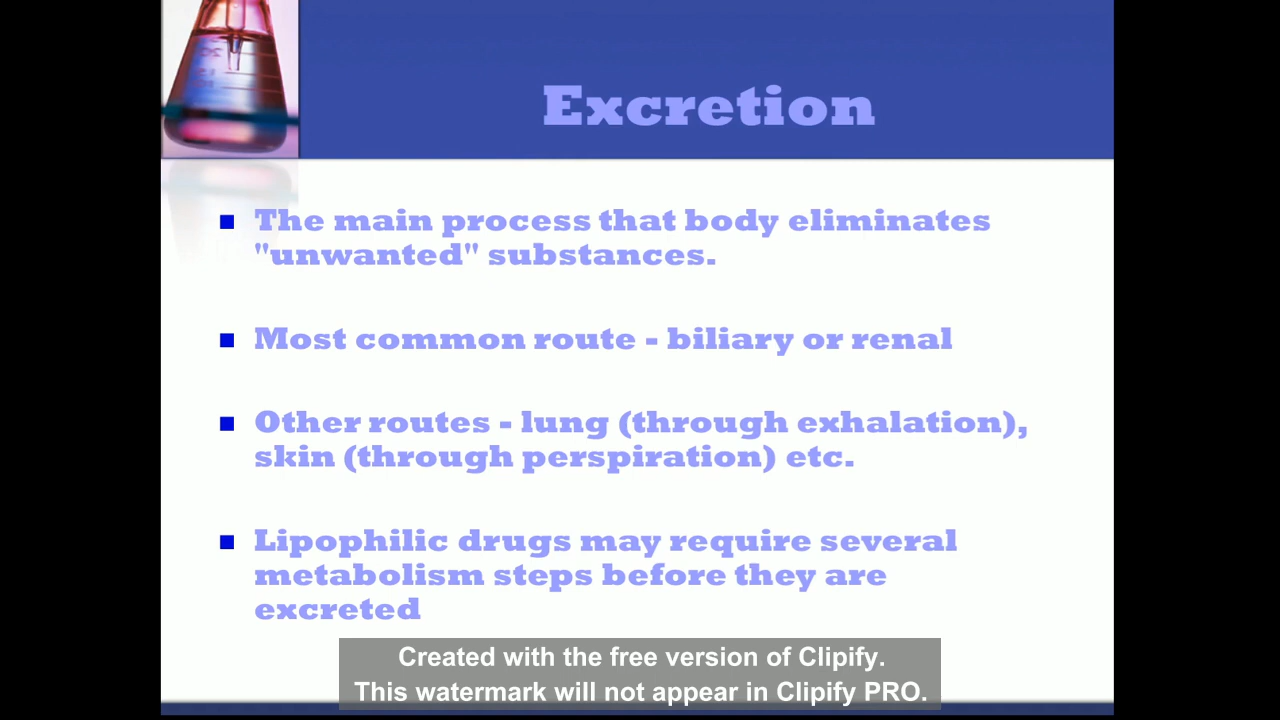 Excretion
The main process that body eliminates
"unwanted" substances.
Most common route - biliary or renal
Other routes - lung (through exhalation),
skin (through perspiration) etc.
Lipophilic drugs may require several
metabolism steps before they are
excreted
Created with the free version of Clipify.
This watermark will not appear in Clipify PRO.